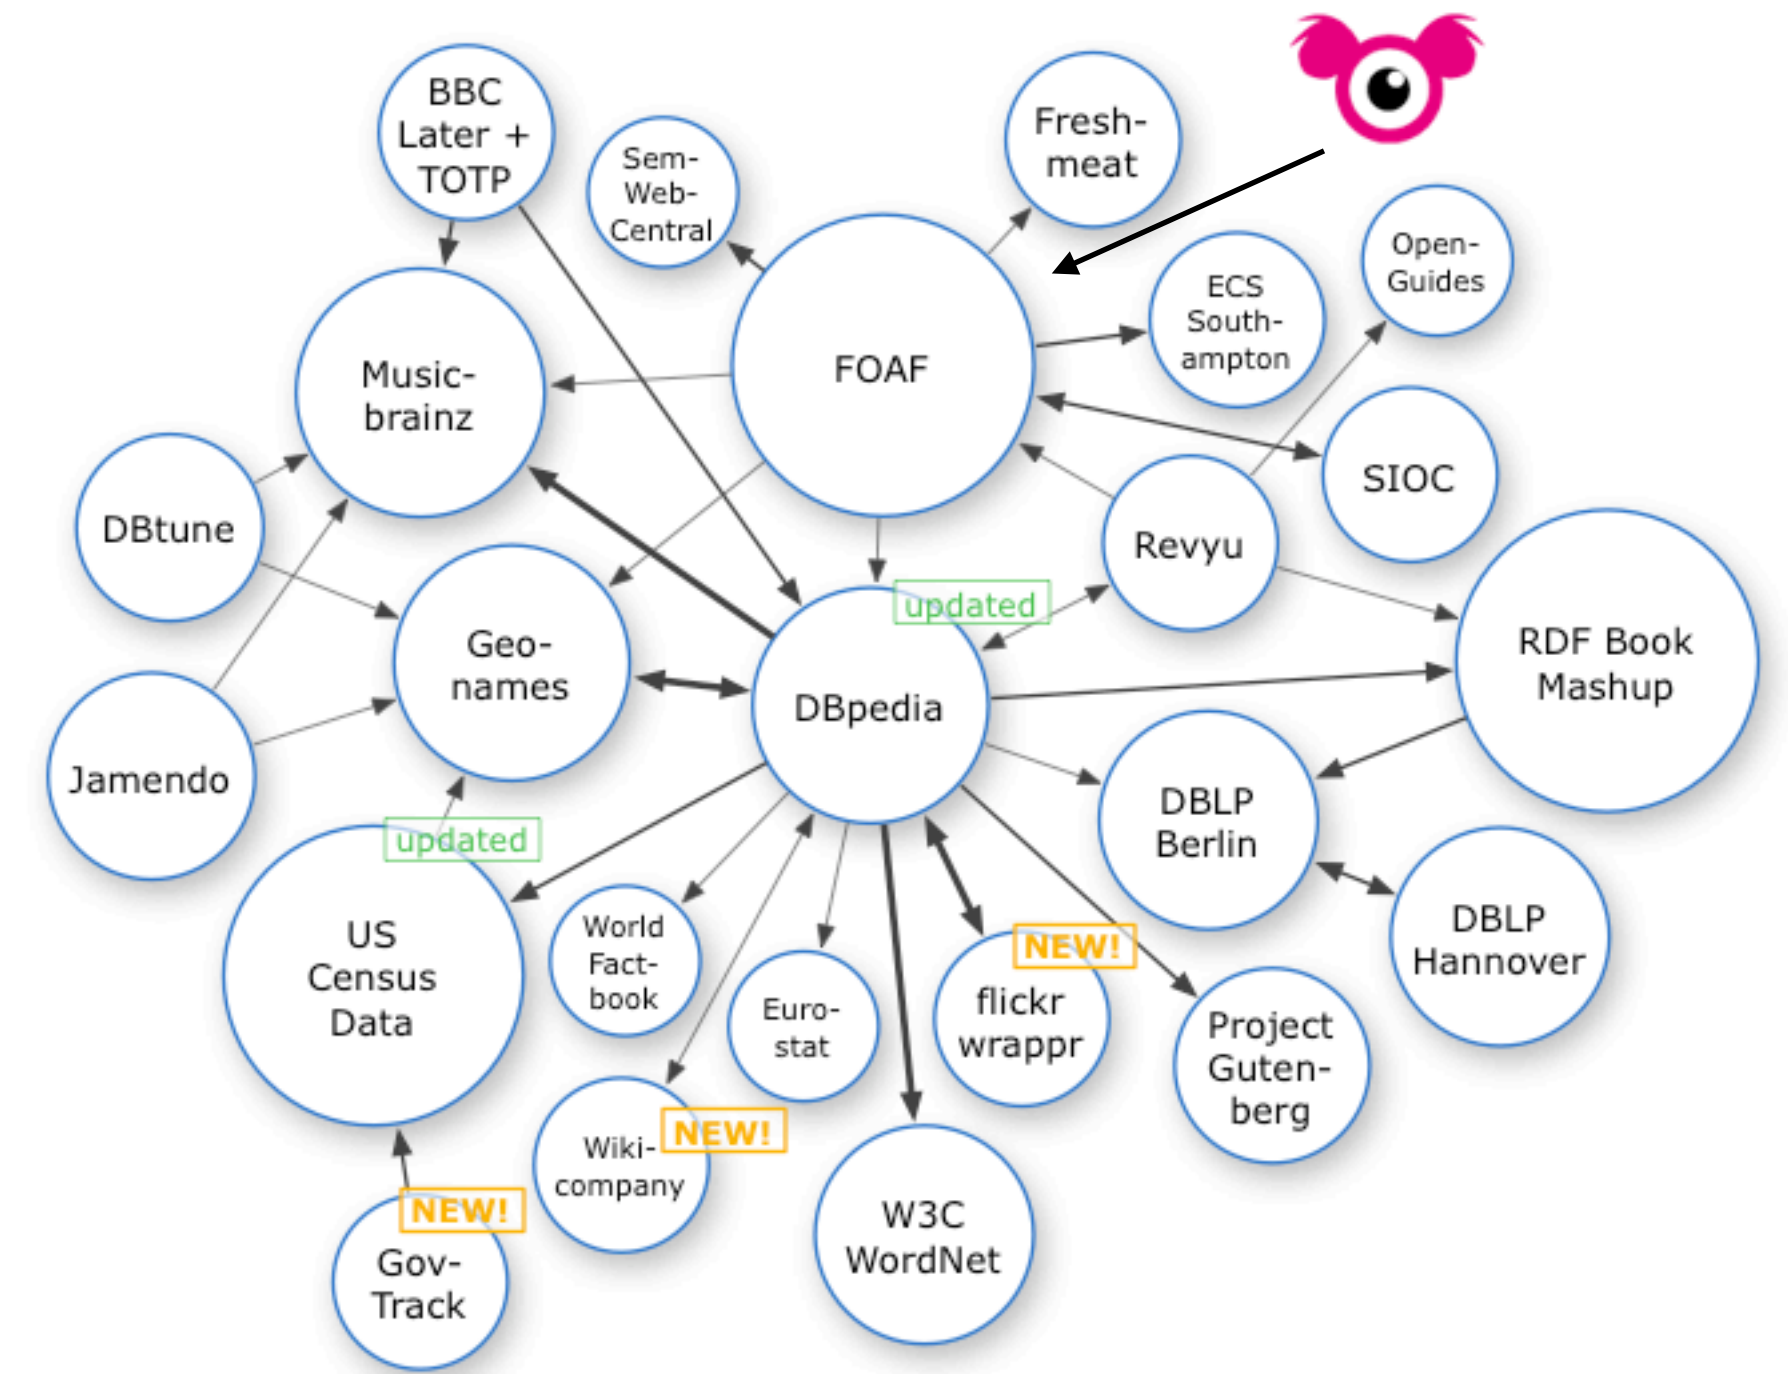 BBC
Later +
TOTP
Sem-
Web-
Central
Fresh-
meat
Open-
Guides
ECS
South-
ampton
FOAF
Music-
brainz
SIOC
DBtune
Revyu
updated
Geo-
names
RDF Book
Mashup
DBpedia
Jamendo
DBLP
Berlin
updated
US
Census
Data
World
Fact-
book
NEW!
flickr
wrappr
Euro-
stat
DBLP
Hannover
Project
Guten-
berg
NEW!
Wiki-
company
W3C
WordNet
NEW!
Gov-
Track